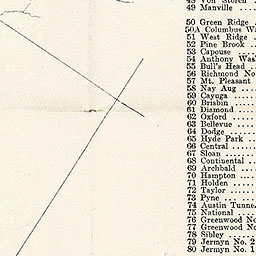 48 Von Storch
49 Manville ....
50 Green Ridge .
50A Columbus Wa
51 West Ridge ..
52 Pine Brook ..
53 Capouse .....
54 Anthony Was
55 Bull's Head ..
56 Richmond No
57 Mt. Pleasant
58 Nay Aug ....
59 Cayuga .....
60 Brisbin .....
61 Diamond ....
62 Oxford .....
63 Bellevue ....
64 Dodge ......
65 Hyde Park ..
66 Central .....
67 Sloan .......
68 Continental ..
69 Archbald ....
70 Hampton ....
71 Holden .....
72 Taylor ......
73 Pyne ... ...
74 Austin Tunne.
75 National ....
76 Greenwood No
77 Greenwood No
78 Sibley ......
79 Jermyn No. 2
80 Jermyn No. 1